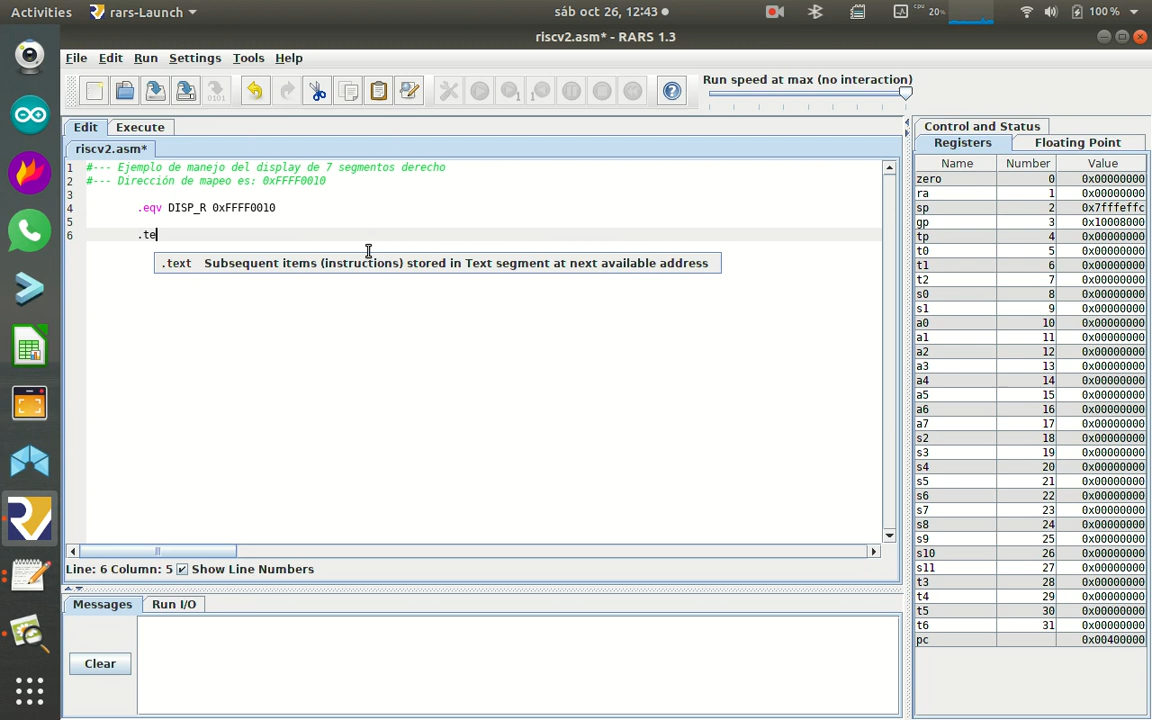 Activities rars-Launch sáb oct 26, 12:43 cpu 20% 100 %
riscv2.asm* - RARS 1.3
File Edit Run Settings Tools Help
Run speed at max (no interaction)
Edit Execute
riscv2.asm*
1 #--- Ejemplo de manejo del display de 7 segmentos derecho
2 #--- Dirección de mapeo es: 0xFFFF0010
3
4 .eqv DISP_R 0xFFFF0010
5
6 .te
.text Subsequent items (instructions) stored in Text segment at next available address
Line: 6 Column: 5 Show Line Numbers
Messages Run I/O
Clear
Control and Status
Registers Floating Point
Name Number Value
zero 0 0x00000000
ra 1 0x00000000
sp 2 0x7fffeffc
gp 3 0x10008000
tp 4 0x00000000
t0 5 0x00000000
t1 6 0x00000000
t2 7 0x00000000
s0 8 0x00000000
s1 9 0x00000000
a0 10 0x00000000
a1 11 0x00000000
a2 12 0x00000000
a3 13 0x00000000
a4 14 0x00000000
a5 15 0x00000000
a6 16 0x00000000
a7 17 0x00000000
s2 18 0x00000000
s3 19 0x00000000
s4 20 0x00000000
s5 21 0x00000000
s6 22 0x00000000
s7 23 0x00000000
s8 24 0x00000000
s9 25 0x00000000
s10 26 0x00000000
s11 27 0x00000000
t3 28 0x00000000
t4 29 0x00000000
t5 30 0x00000000
t6 31 0x00000000
pc 0x00400000